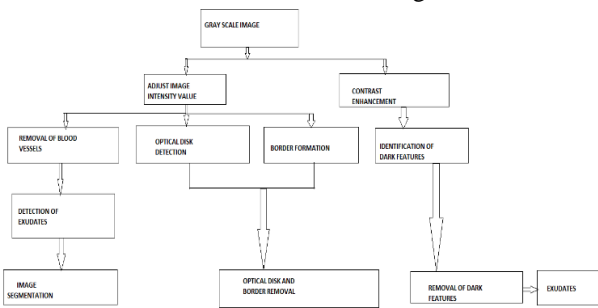 GRAY SCALE IMAGE
ADJUST IMAGE
INTENSITY VALUE
CONTRAST
ENHANCEMENT
REMOVAL OF BLOOD
VESSELS
OPTICAL DISK
DETECTION
BORDER FORMATION
IDENTIFICATION OF
DARK FEATURES
DETECTION OF
EXUDATES
IMAGE
SEGMENTATION
OPTICAL DISK AND
BORDER REMOVAL
REMOVAL OF DARK
FEATURES
EXUDATES